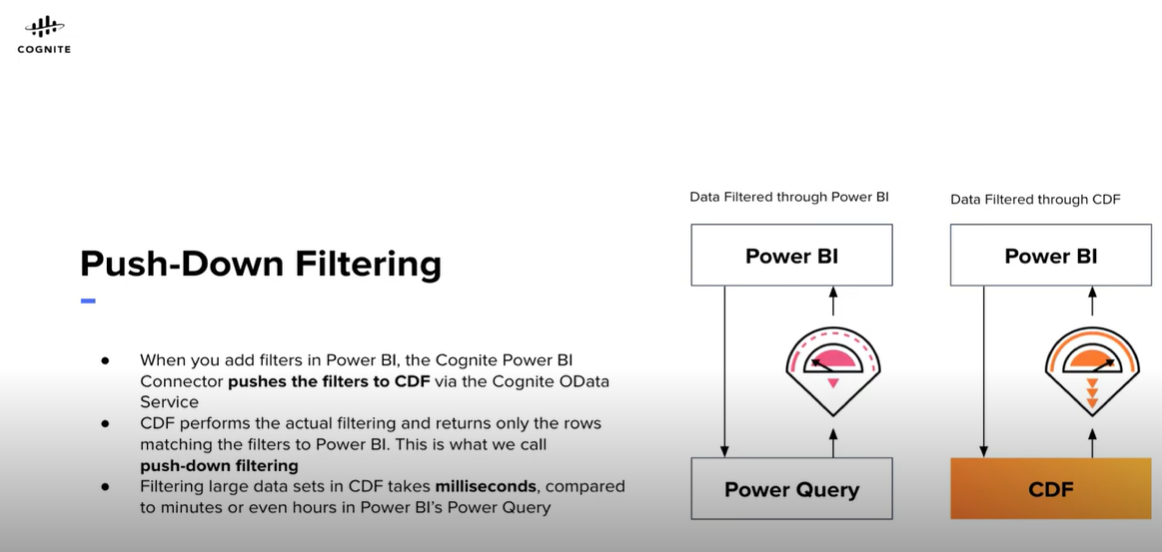 COGNITE
Push-Down Filtering
● When you add filters in Power BI, the Cognite Power BI
Connector pushes the filters to CDF via the Cognite OData
Service
● CDF performs the actual filtering and returns only the rows
matching the filters to Power BI. This is what we call
push-down filtering
● Filtering large data sets in CDF takes milliseconds, compared
to minutes or even hours in Power BI’s Power Query
Data Filtered through Power BI
Power BI
Power Query
Data Filtered through CDF
Power BI
CDF